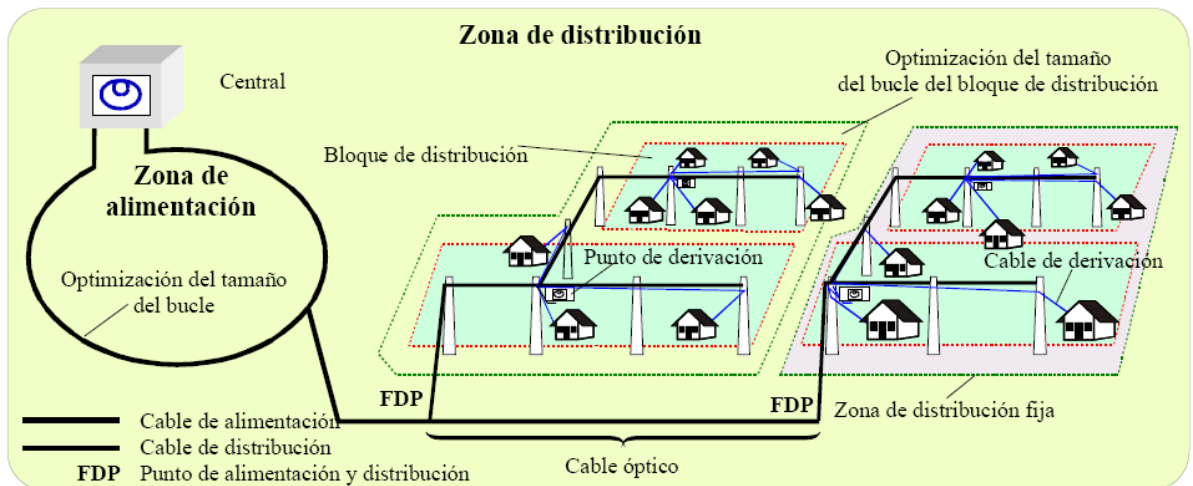 Zona de distribución
Central
Optimización del tamaño
del bucle del bloque de distribución
Bloque de distribución
Zona de
alimentación
Punto de derivación
Cable de derivación
Optimización del tamaño
del bucle
FDP
FDP
Zona de distribución fija
Cable de alimentación
Cable de distribución
FDP Punto de alimentación y distribución
Cable óptico